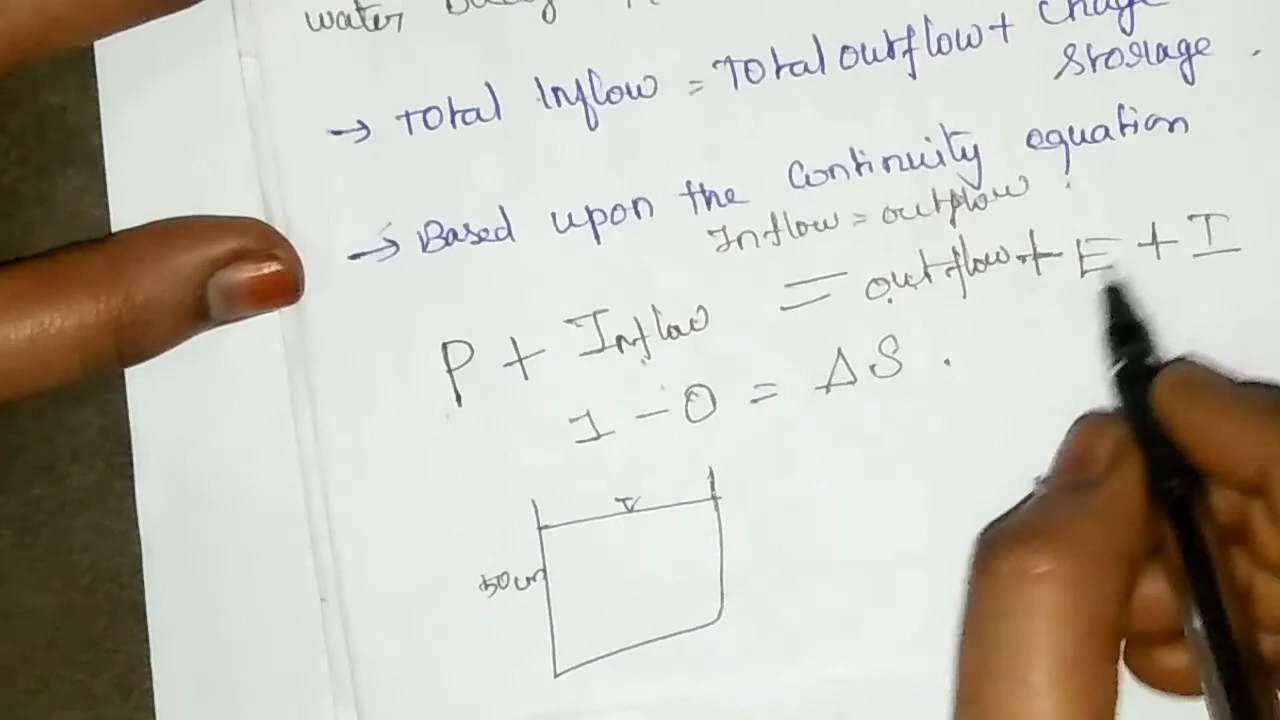 water
→ Total Inflow = Total outflow + Change
storage.
→ Based upon the continuity equation
Inflow = outflow.
P + Inflow = outflow + E + I
I - O = ΔS.
50cm